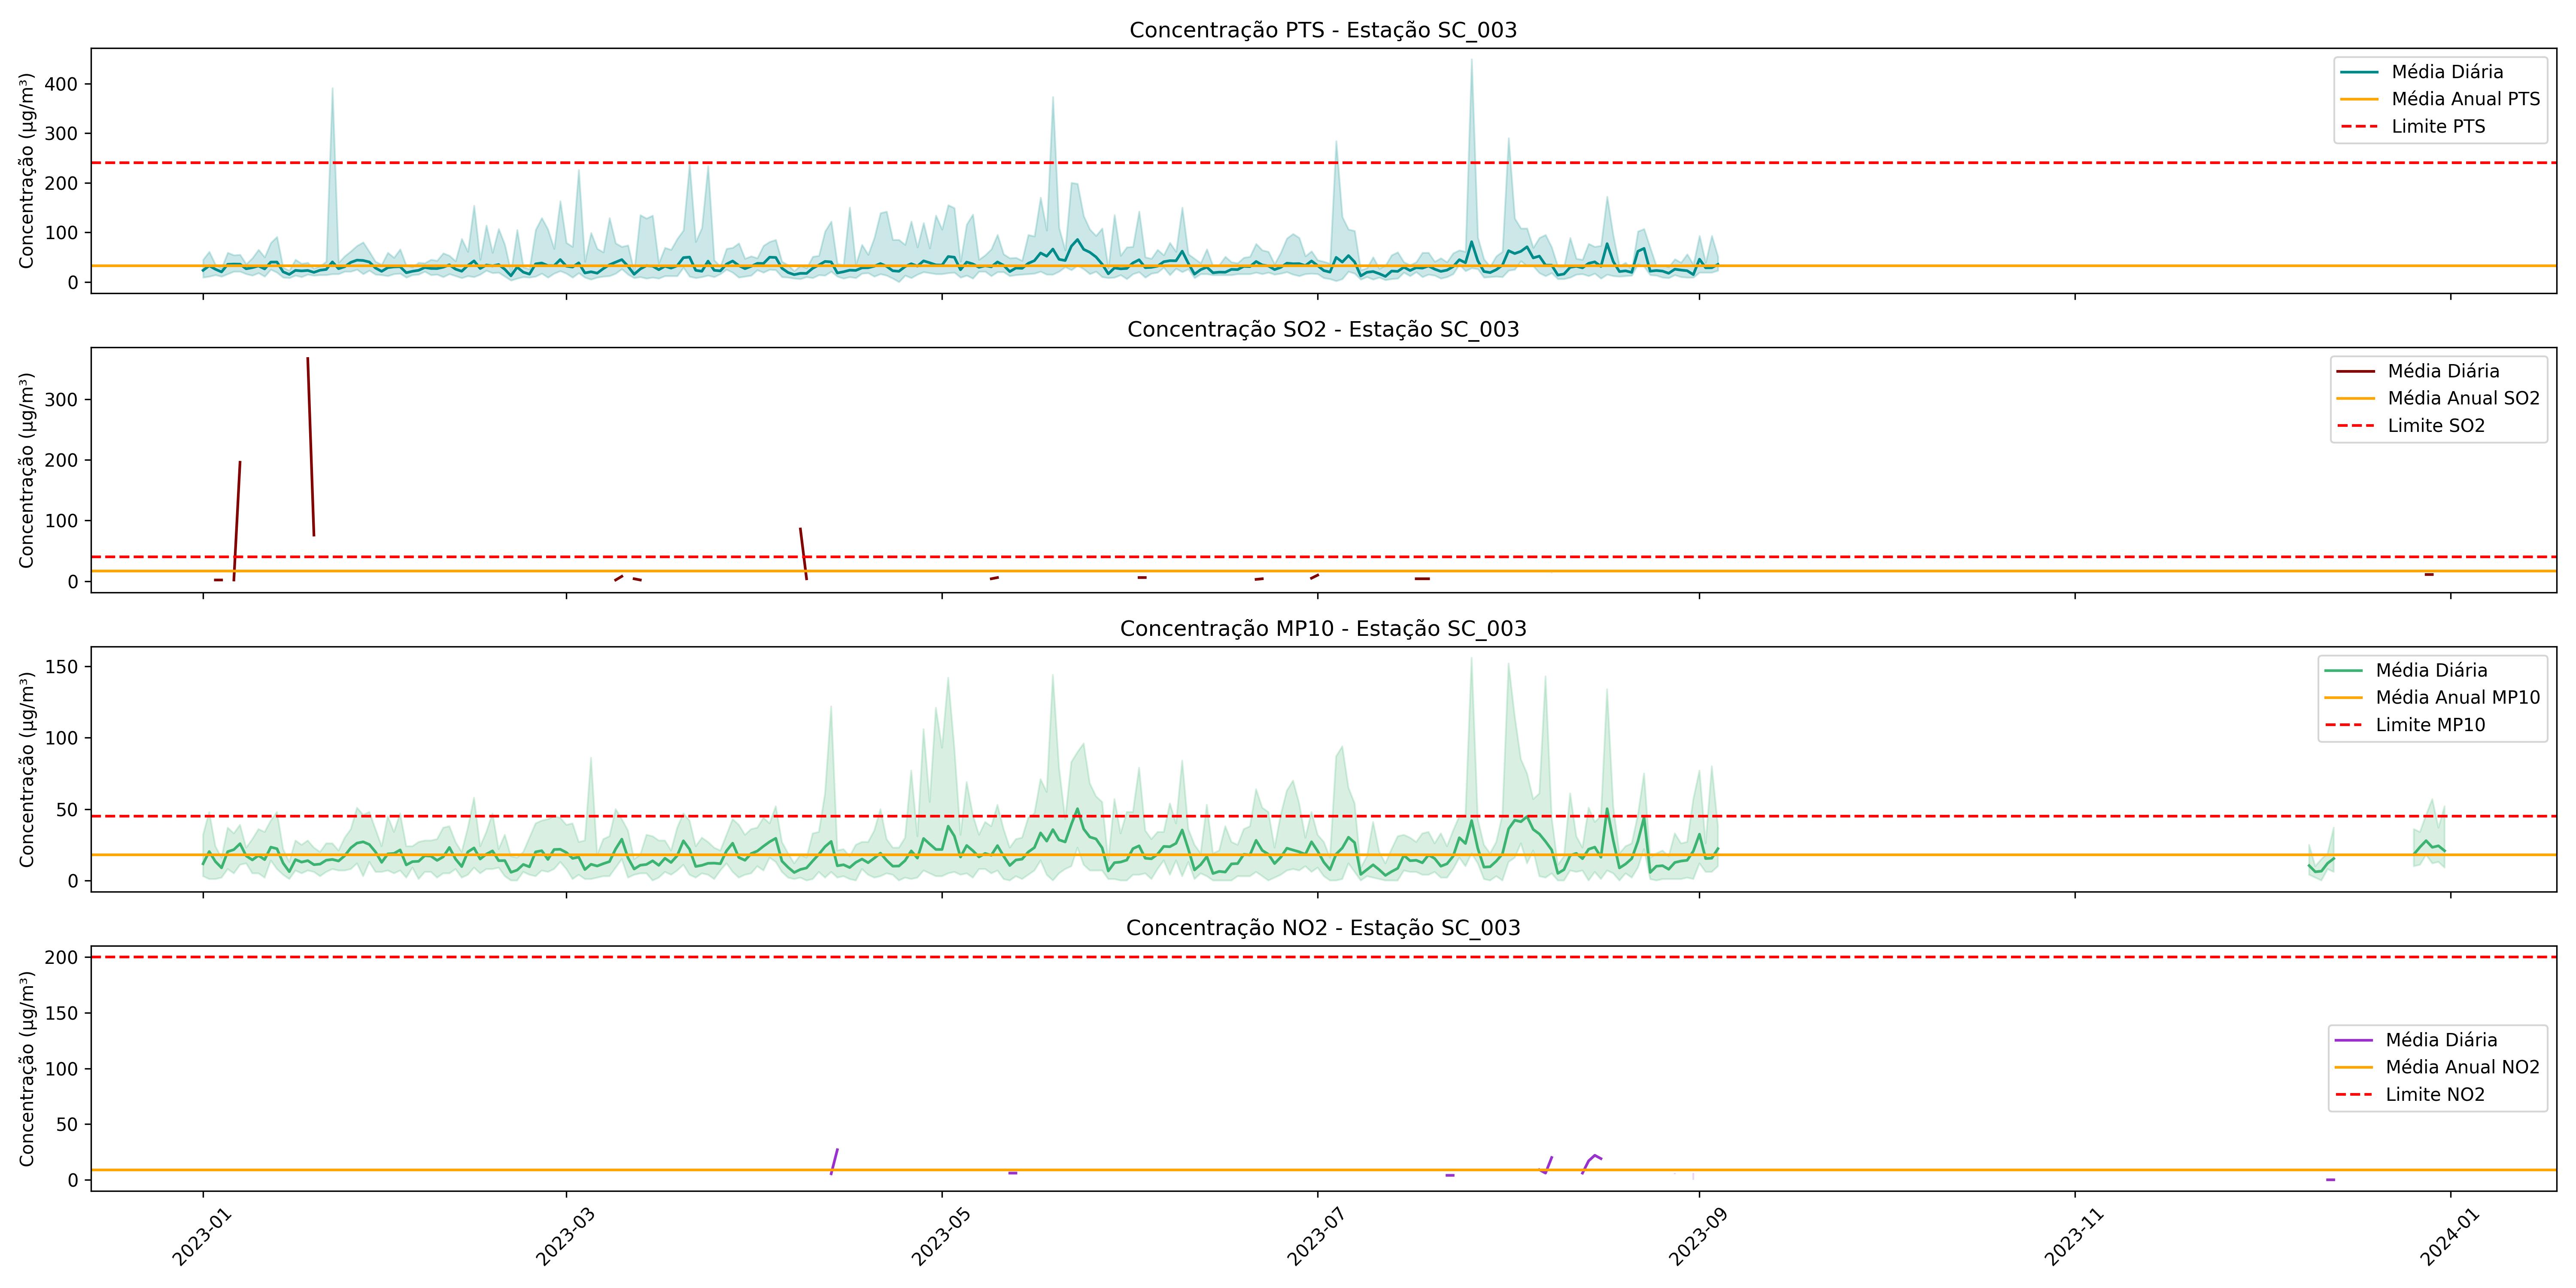 Concentração PTS - Estação SC_003
Concentração (µg/m³)
400
300
200
100
0
Média Diária
Média Anual PTS
Limite PTS
Concentração SO2 - Estação SC_003
Concentração (µg/m³)
300
200
100
0
Média Diária
Média Anual SO2
Limite SO2
Concentração MP10 - Estação SC_003
Concentração (µg/m³)
150
100
50
0
Média Diária
Média Anual MP10
Limite MP10
Concentração NO2 - Estação SC_003
Concentração (µg/m³)
200
150
100
50
0
Média Diária
Média Anual NO2
Limite NO2
2023-01
2023-03
2023-05
2023-07
2023-09
2023-11
2024-01